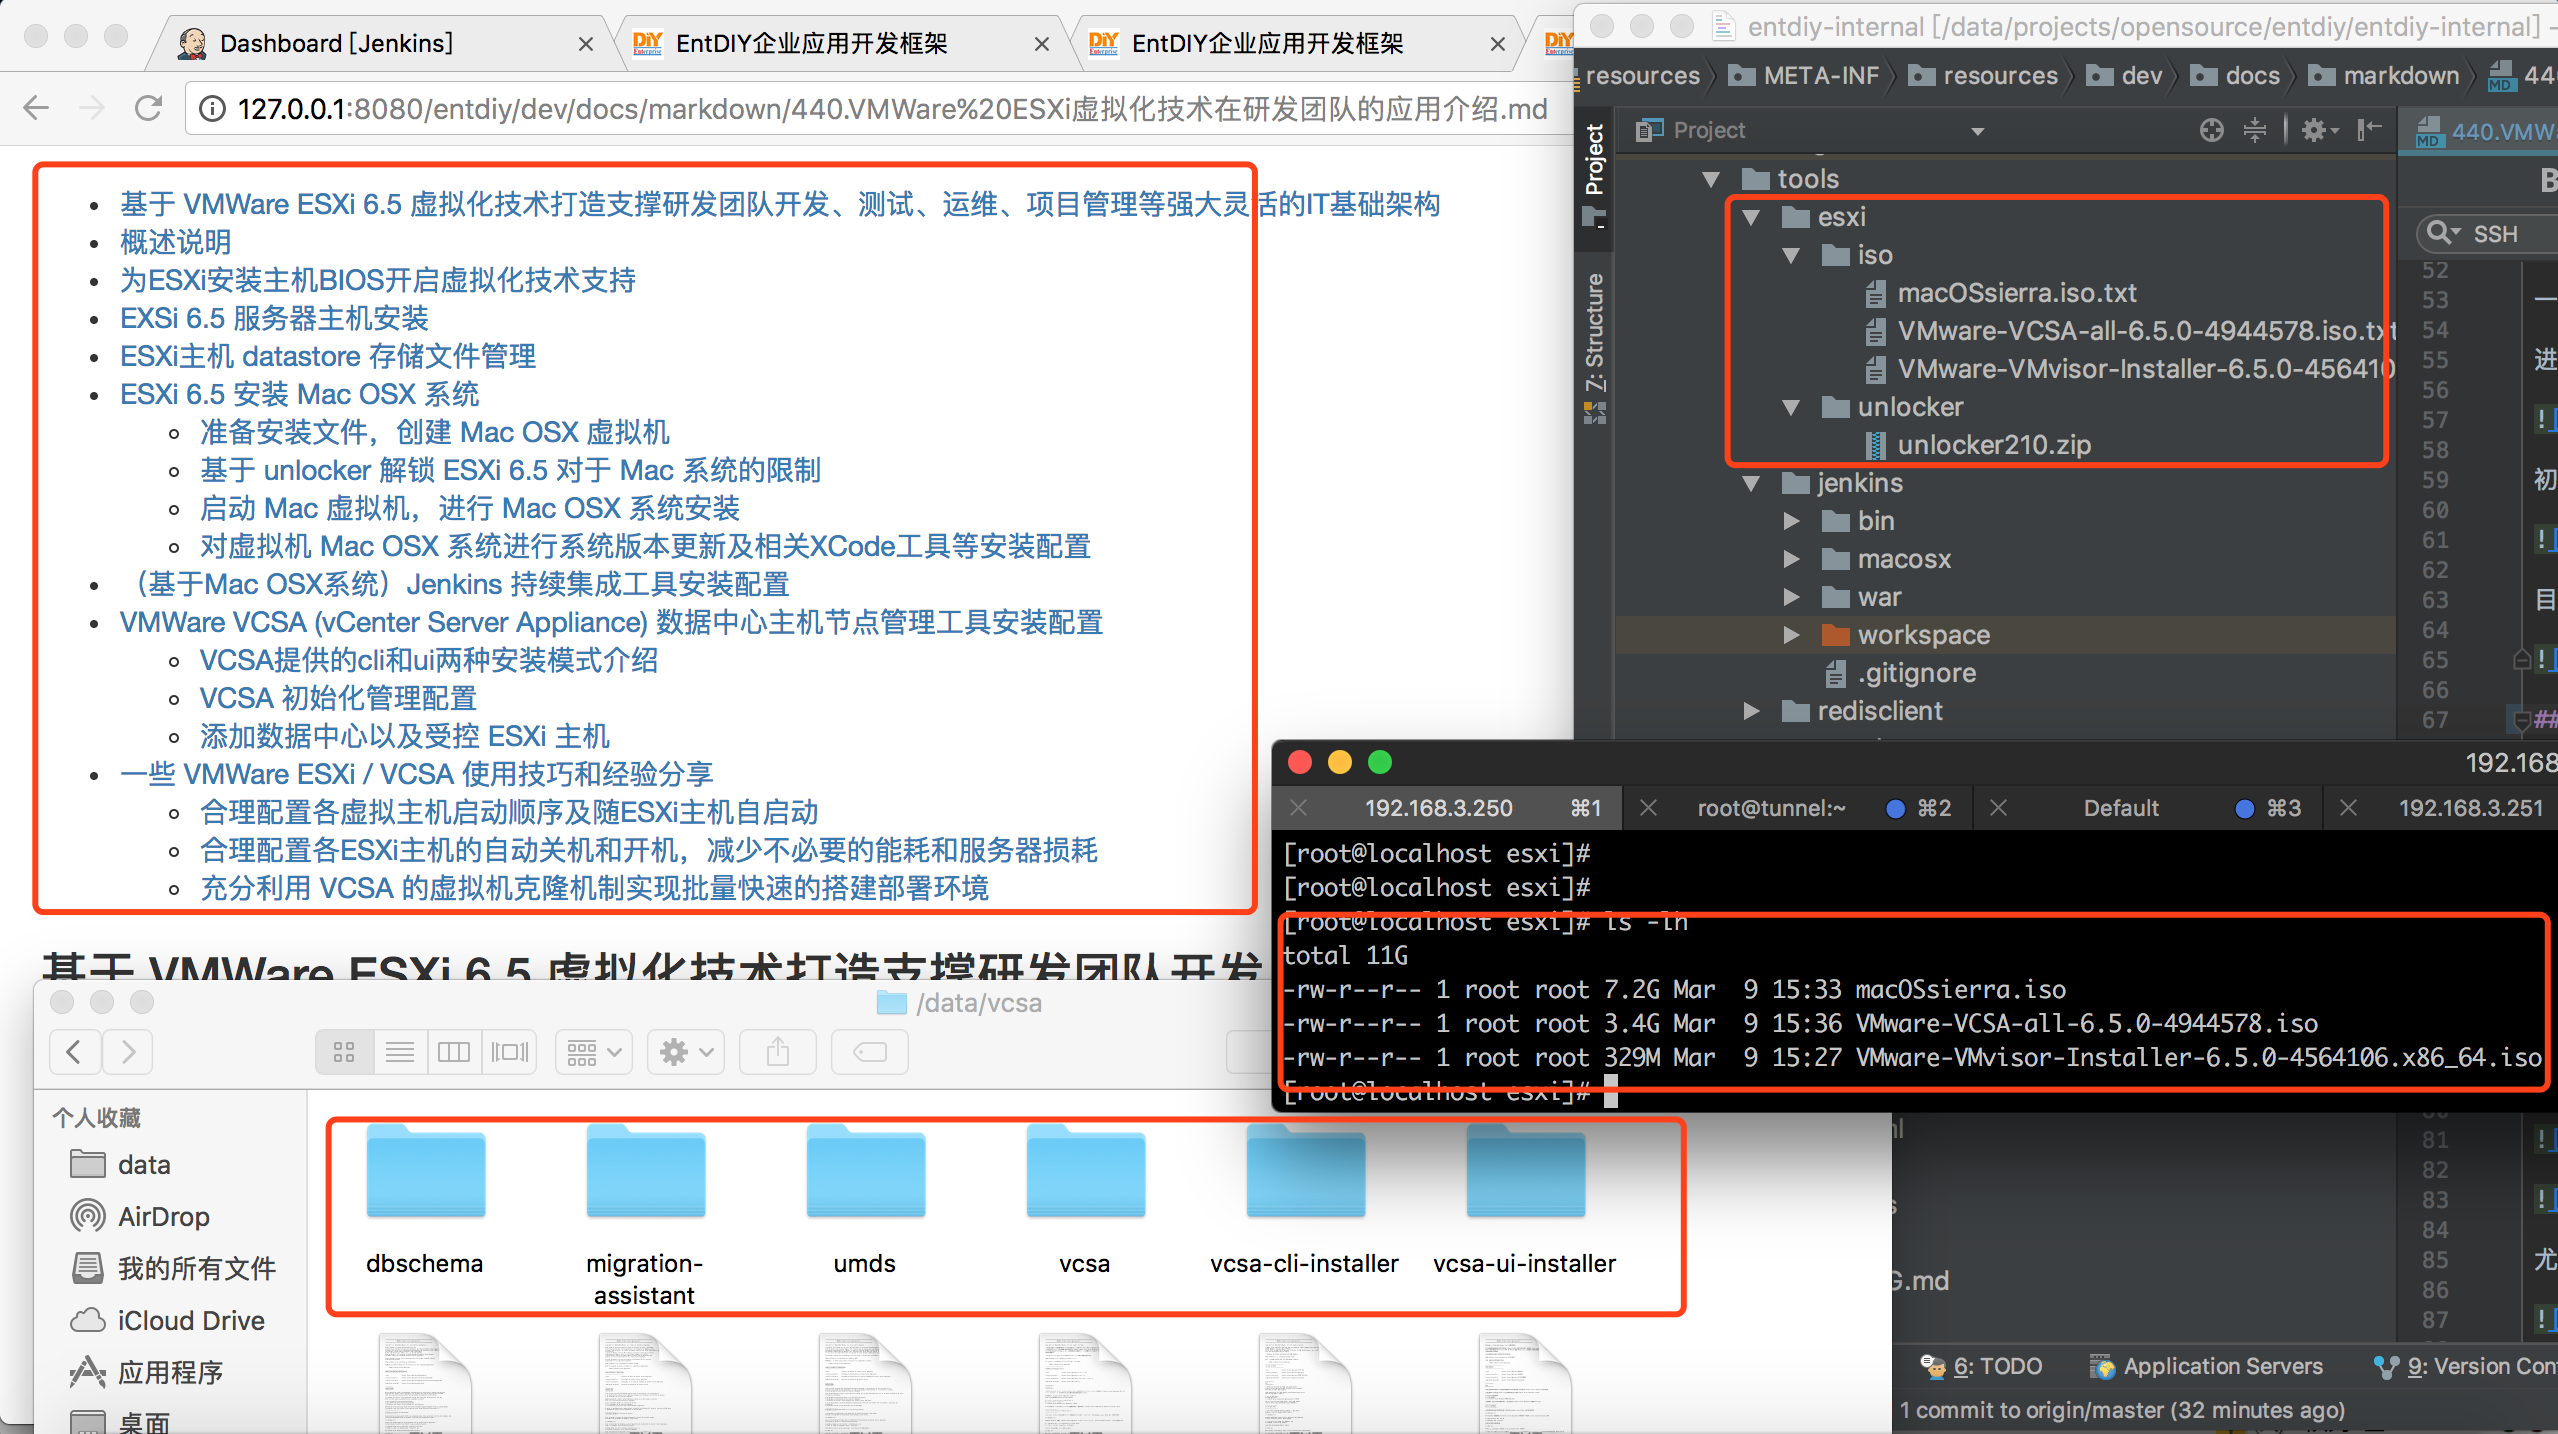 Dashboard [Jenkins]
EntDIY企业应用开发框架
EntDIY企业应用开发框架
127.0.0.1:8080/entdiy/dev/docs/markdown/440.VMWare%20ESXi虚拟化技术在研发团队的应用介绍.md
基于 VMWare ESXi 6.5 虚拟化技术打造支撑研发团队开发、测试、运维、项目管理等强大灵活的IT基础架构
概述说明
为ESXi安装主机BIOS开启虚拟化技术支持
EXSi 6.5 服务器主机安装
ESXi主机 datastore 存储文件管理
ESXi 6.5 安装 Mac OSX 系统
准备安装文件，创建 Mac OSX 虚拟机
基于 unlocker 解锁 ESXi 6.5 对于 Mac 系统的限制
启动 Mac 虚拟机，进行 Mac OSX 系统安装
对虚拟机 Mac OSX 系统进行系统版本更新及相关XCode工具等安装配置
（基于Mac OSX系统）Jenkins 持续集成工具安装配置
VMWare VCSA (vCenter Server Appliance) 数据中心主机节点管理工具安装配置
VCSA提供的cli和ui两种安装模式介绍
VCSA 初始化管理配置
添加数据中心以及受控 ESXi 主机
一些 VMWare ESXi / VCSA 使用技巧和经验分享
合理配置各虚拟主机启动顺序及随ESXi主机自启动
合理配置各ESXi主机的自动关机和开机，减少不必要的能耗和服务器损耗
充分利用 VCSA 的虚拟机克隆机制实现批量快速的搭建部署环境
基于 VMWare ESXi 6.5 虚拟化技术打造支撑研发团队开发
entdiy-internal [/data/projects/opensource/entdiy/entdiy-internal] -
resources META-INF resources dev docs markdown 44
Project
440.VMW
Project
Z: Structure
tools
esxi
iso
macOSsierra.iso.txt
VMware-VCSA-all-6.5.0-4944578.iso.txt
VMware-VMvisor-Installer-6.5.0-456410
unlocker
unlocker210.zip
jenkins
bin
macosx
war
workspace
.gitignore
redisclient
B
SSH
52
53 一
54
55 进
56
57 !
58
59 初
60
61 !
62
63 目
64
65 !
66
67 ##
192.168
192.168.3.250 ⌘1
root@tunnel:~ ⌘2
Default ⌘3
192.168.3.251
[root@localhost esxi]#
[root@localhost esxi]#
[root@localhost esxi]# ls -lh
total 11G
-rw-r--r-- 1 root root 7.2G Mar  9 15:33 macOSsierra.iso
-rw-r--r-- 1 root root 3.4G Mar  9 15:36 VMware-VCSA-all-6.5.0-4944578.iso
-rw-r--r-- 1 root root 329M Mar  9 15:27 VMware-VMvisor-Installer-6.5.0-4564106.x86_64.iso
[root@localhost esxi]#
/data/vcsa
个人收藏
data
AirDrop
我的所有文件
iCloud Drive
应用程序
桌面
dbschema
migration-
assistant
umds
vcsa
vcsa-cli-installer
vcsa-ui-installer
G.md
81 !
82
83 !
84
85 尤
86
87 !
6: TODO
Application Servers
9: Version Con
1 commit to origin/master (32 minutes ago)